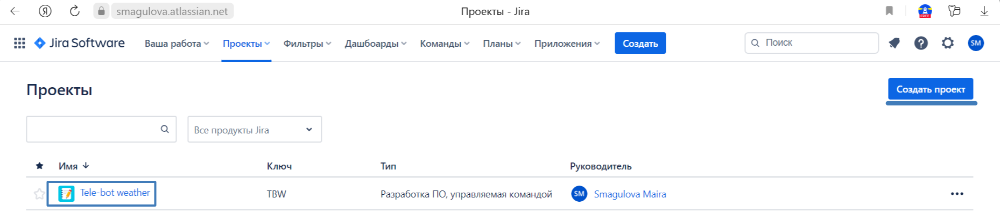 smagulova.atlassian.net Проекты - Jira FREE
Jira Software Ваша работа Проекты Фильтры Дашборды Команды Планы Приложения Создать Поиск SM
Проекты Создать проект
Все продукты Jira
Имя Ключ Тип Руководитель
Tele-bot weather TBW Разработка ПО, управляемая командой SM Smagulova Maira